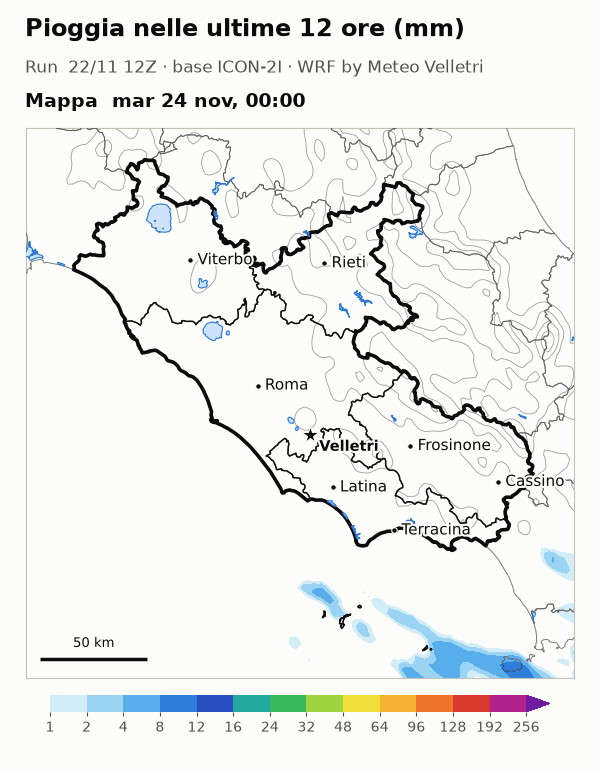 Pioggia nelle ultime 12 ore (mm)
Run  22/11 12Z · base ICON-2I · WRF by Meteo Velletri
Mappa  mar 24 nov, 00:00
Viterbo
Rieti
Roma
Velletri
Frosinone
Cassino
Latina
Terracina
50 km
1 2 4 8 12 16 24 32 48 64 96 128 192 256